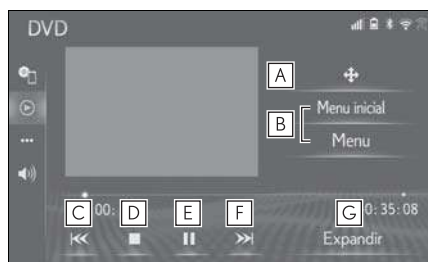 DVD
A
B
Menu inicial
Menu
C :00: D E F G 0:35:08
Expandir